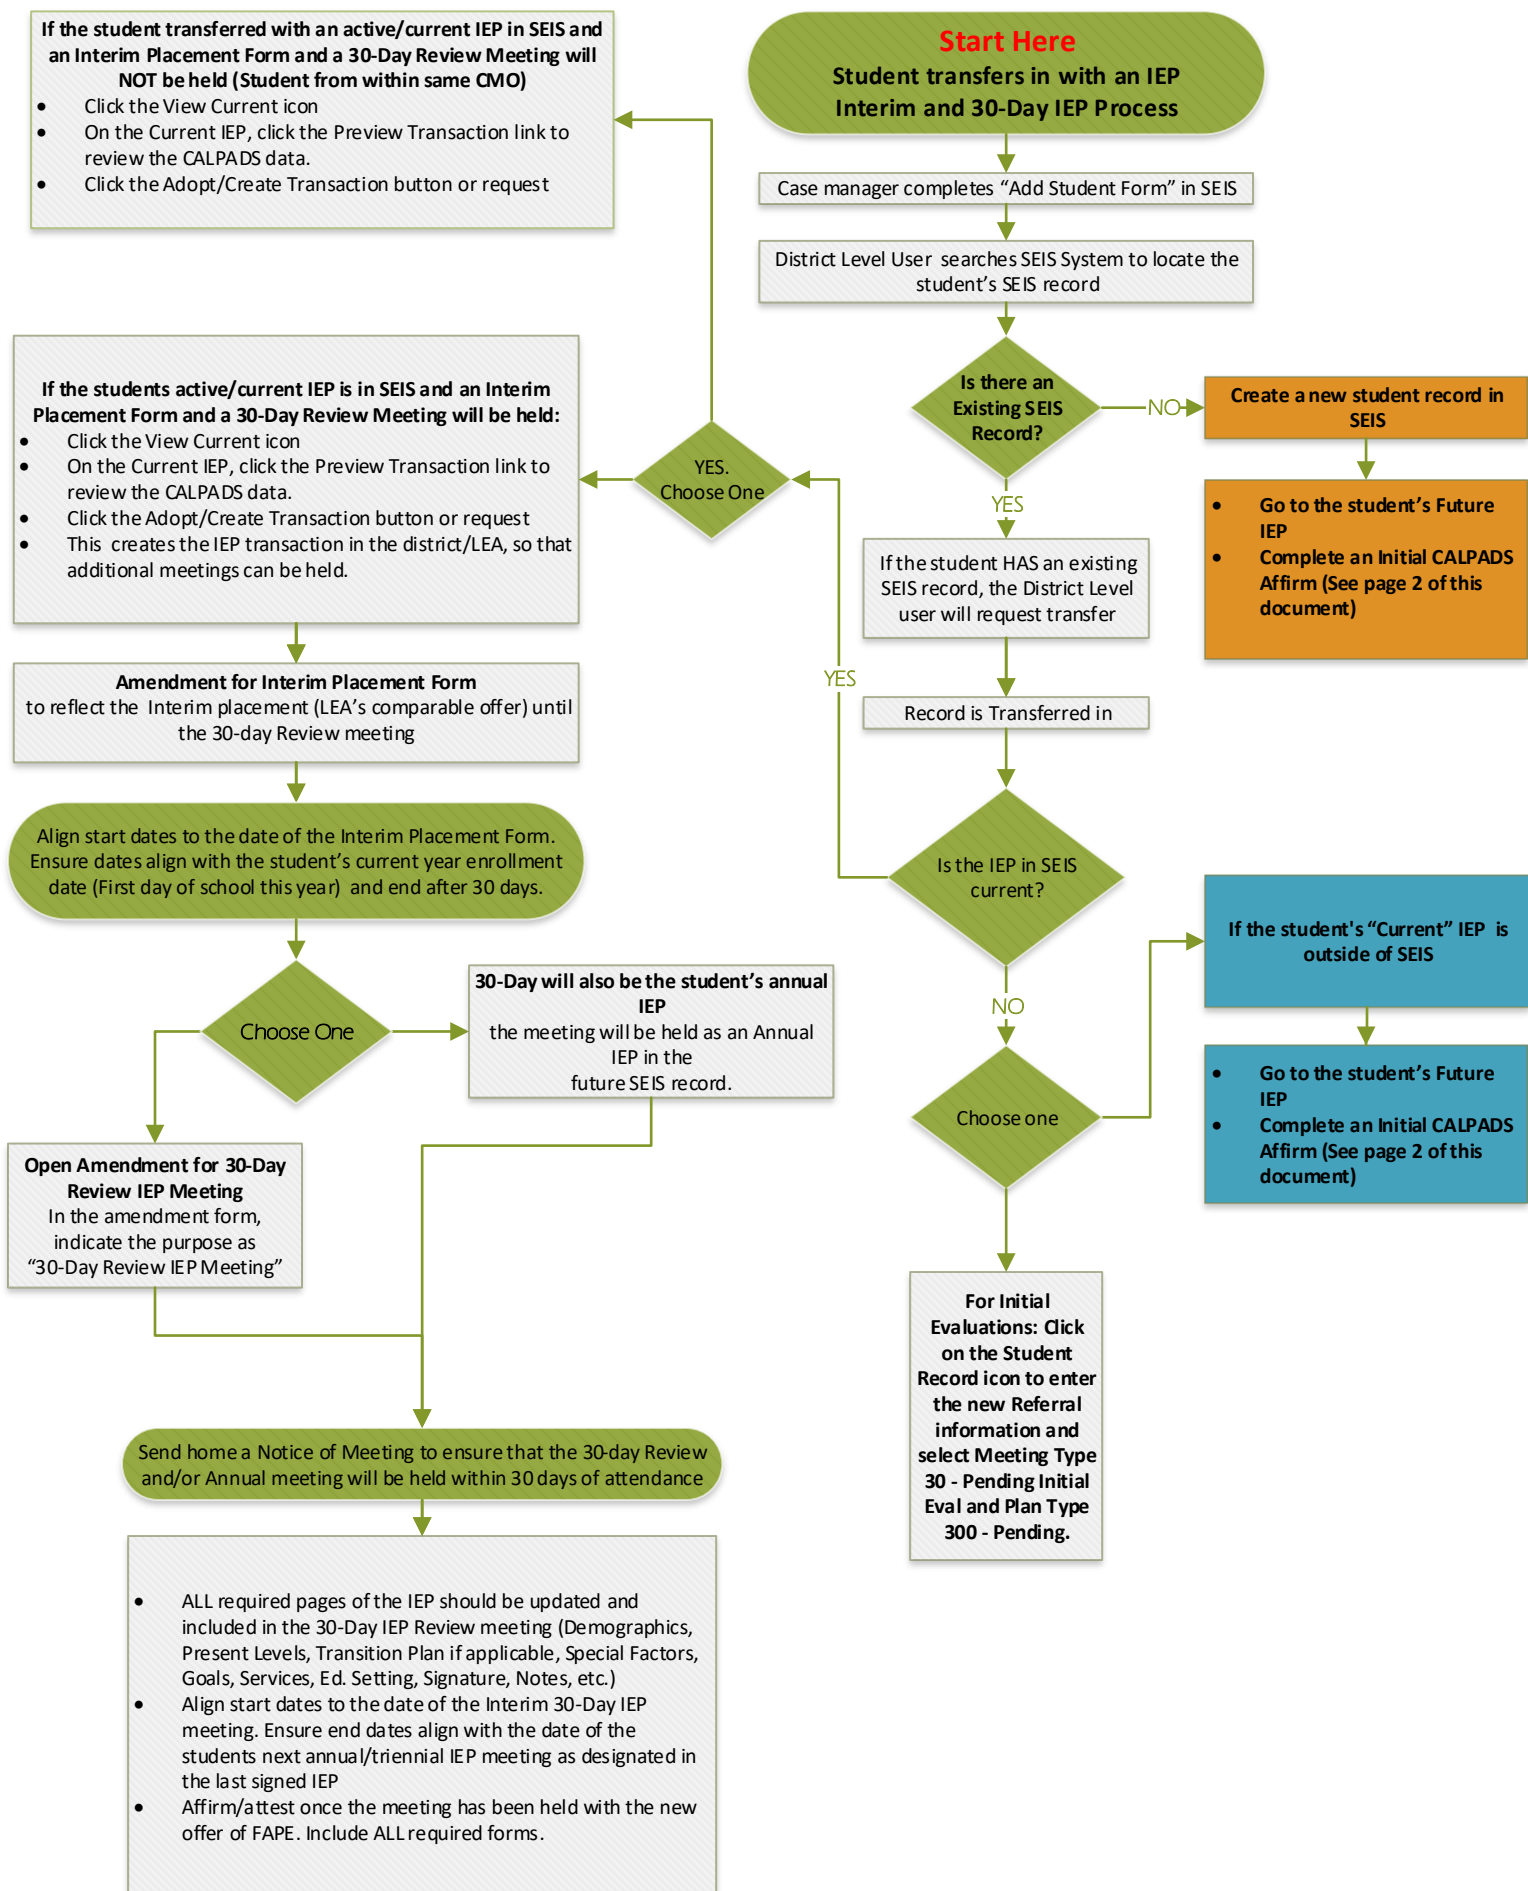 Start Here
Student transfers in with an IEP
Interim and 30-Day IEP Process
Case manager completes “Add Student Form” in SEIS
District Level User searches SEIS System to locate the
student’s SEIS record
Is there an
Existing SEIS
Record?
NO
Create a new student record in
SEIS
• Go to the student’s Future
IEP
• Complete an Initial CALPADS
Affirm (See page 2 of this
document)
YES
If the student HAS an existing
SEIS record, the District Level
user will request transfer
Record is Transferred in
Is the IEP in SEIS
current?
YES
YES.
Choose One
If the student transferred with an active/current IEP in SEIS and
an Interim Placement Form and a 30-Day Review Meeting will
NOT be held (Student from within same CMO)
• Click the View Current icon
• On the Current IEP, click the Preview Transaction link to
review the CALPADS data.
• Click the Adopt/Create Transaction button or request
If the students active/current IEP is in SEIS and an Interim
Placement Form and a 30-Day Review Meeting will be held:
• Click the View Current icon
• On the Current IEP, click the Preview Transaction link to
review the CALPADS data.
• Click the Adopt/Create Transaction button or request
• This creates the IEP transaction in the district/LEA, so that
additional meetings can be held.
Amendment for Interim Placement Form
to reflect the Interim placement (LEA’s comparable offer) until
the 30-day Review meeting
Align start dates to the date of the Interim Placement Form.
Ensure dates align with the student’s current year enrollment
date (First day of school this year) and end after 30 days.
Choose One
30-Day will also be the student’s annual
IEP
the meeting will be held as an Annual
IEP in the
future SEIS record.
Open Amendment for 30-Day
Review IEP Meeting
In the amendment form,
indicate the purpose as
“30-Day Review IEP Meeting”
Send home a Notice of Meeting to ensure that the 30-day Review
and/or Annual meeting will be held within 30 days of attendance
• ALL required pages of the IEP should be updated and
included in the 30-Day IEP Review meeting (Demographics,
Present Levels, Transition Plan if applicable, Special Factors,
Goals, Services, Ed. Setting, Signature, Notes, etc.)
• Align start dates to the date of the Interim 30-Day IEP
meeting. Ensure end dates align with the date of the
students next annual/triennial IEP meeting as designated in
the last signed IEP
• Affirm/attest once the meeting has been held with the new
offer of FAPE. Include ALL required forms.
NO
Choose one
If the student's “Current” IEP is
outside of SEIS
• Go to the student’s Future
IEP
• Complete an Initial CALPADS
Affirm (See page 2 of this
document)
For Initial
Evaluations: Click
on the Student
Record icon to enter
the new Referral
information and
select Meeting Type
30 - Pending Initial
Eval and Plan Type
300 - Pending.